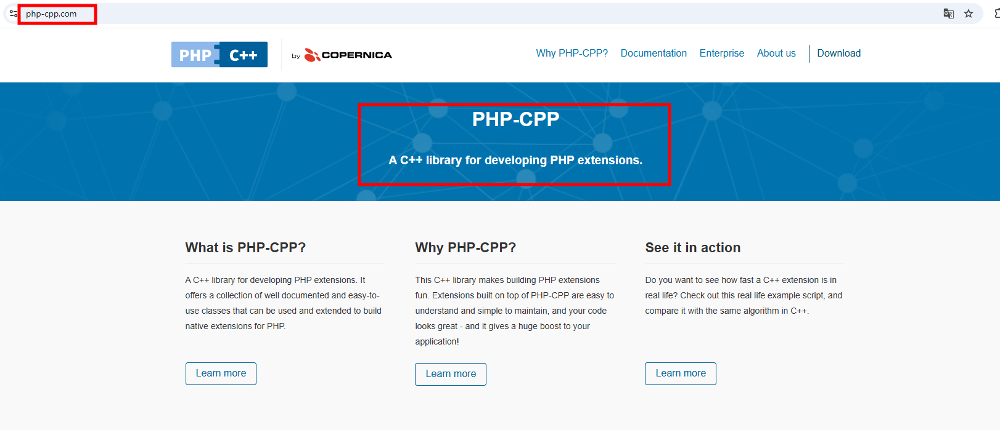 php-cpp.com
PHP C++
by COPERNICA
Why PHP-CPP? Documentation Enterprise About us Download
PHP-CPP
A C++ library for developing PHP extensions.
What is PHP-CPP?
A C++ library for developing PHP extensions. It
offers a collection of well documented and easy-to-
use classes that can be used and extended to build
native extensions for PHP.
Learn more
Why PHP-CPP?
This C++ library makes building PHP extensions
fun. Extensions built on top of PHP-CPP are easy to
understand and simple to maintain, and your code
looks great - and it gives a huge boost to your
application!
Learn more
See it in action
Do you want to see how fast a C++ extension is in
real life? Check out this real life example script, and
compare it with the same algorithm in C++.
Learn more